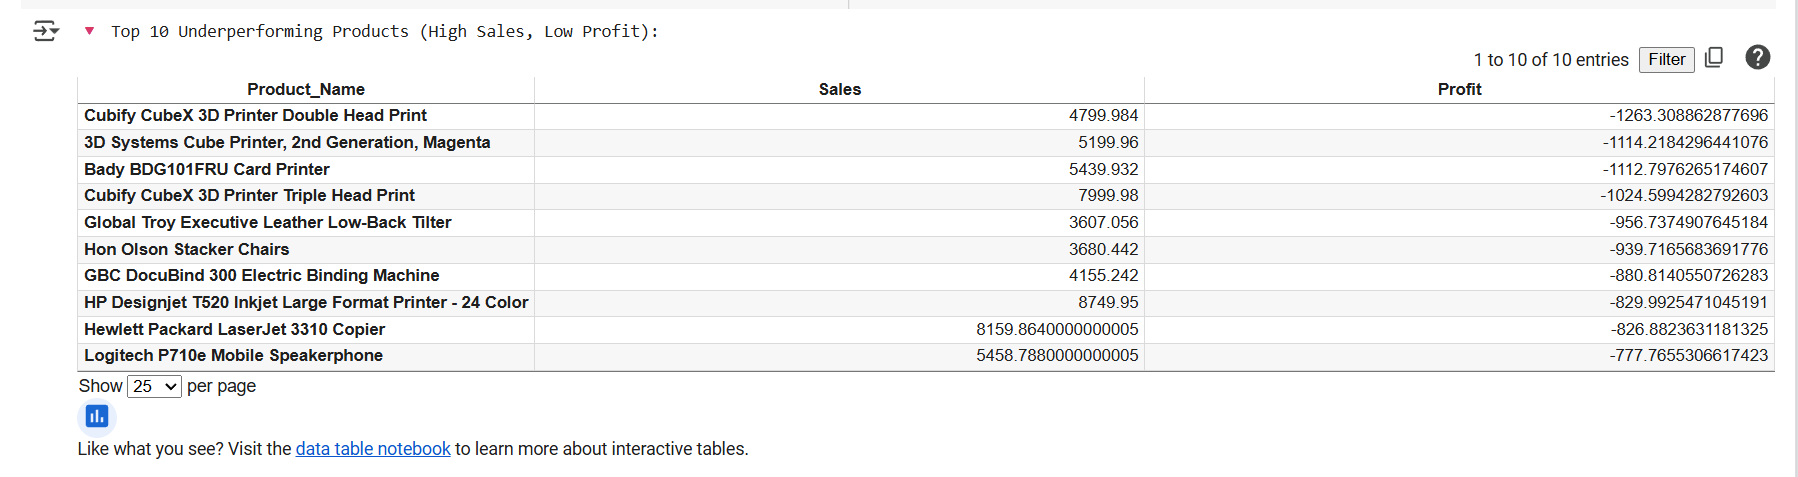 Top 10 Underperforming Products (High Sales, Low Profit):
1 to 10 of 10 entries Filter ?
Product_Name Sales Profit
Cubify CubeX 3D Printer Double Head Print 4799.984 -1263.308862877696
3D Systems Cube Printer, 2nd Generation, Magenta 5199.96 -1114.2184296441076
Bady BDG101FRU Card Printer 5439.932 -1112.7976265174607
Cubify CubeX 3D Printer Triple Head Print 7999.98 -1024.5994282792603
Global Troy Executive Leather Low-Back Tilter 3607.056 -956.7374907645184
Hon Olson Stacker Chairs 3680.442 -939.7165683691776
GBC DocuBind 300 Electric Binding Machine 4155.242 -880.8140550726283
HP Designjet T520 Inkjet Large Format Printer - 24 Color 8749.95 -829.9925471045191
Hewlett Packard LaserJet 3310 Copier 8159.8640000000005 -826.8823631181325
Logitech P710e Mobile Speakerphone 5458.7880000000005 -777.7655306617423
Show 25 per page
Like what you see? Visit the data table notebook to learn more about interactive tables.